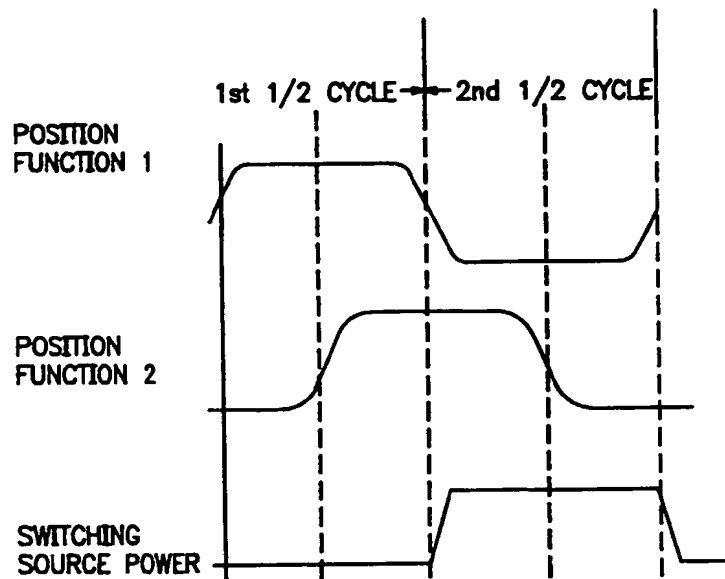 1st 1/2 CYCLE 2nd 1/2 CYCLE
POSITION
FUNCTION 1
POSITION
FUNCTION 2
SWITCHING
SOURCE POWER